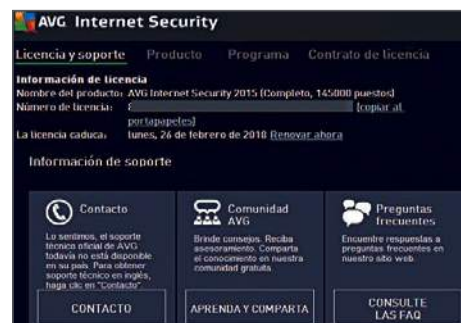 AVG Internet Security
Licencia y soporte Producto Programa Contrato de licencia
Información de licencia
Nombre del producto: AVG Internet Security 2015 (Completo, 145000 puestos)
Número de licencia: [copiar al
portapapeles]
La licencia caduca: lunes, 26 de febrero de 2018 Renovar ahora
Información de soporte
Contacto
Lo sentimos, el soporte
técnico oficial de AVG
todavía no está disponible
en su país. Para obtener
soporte técnico en inglés,
haga clic en "Contacto".
CONTACTO
Comunidad
AVG
Brinde consejos. Reciba
asesoramiento. Comparta
el conocimiento en nuestra
comunidad gratuita.
APRENDA Y COMPARTA
Preguntas
frecuentes
Encuentre respuestas a
preguntas frecuentes en
nuestro sitio web.
CONSULTE
LAS FAQ